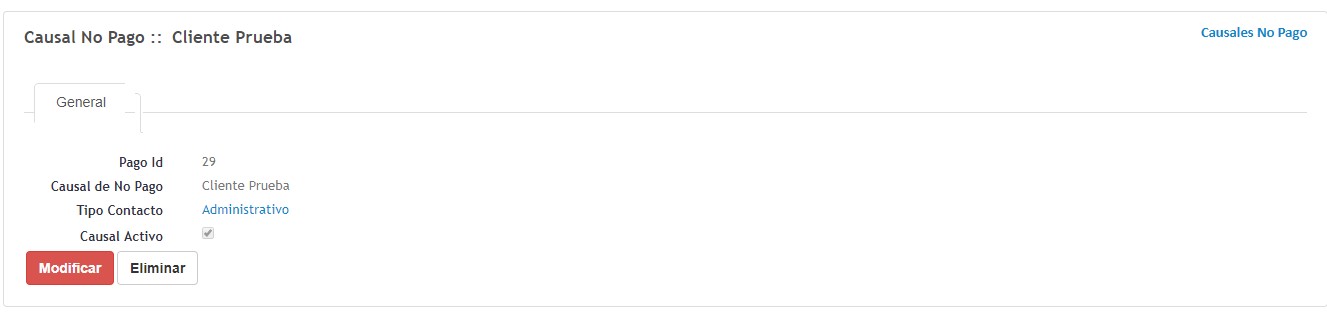 Causal No Pago :: Cliente Prueba
Causales No Pago
General
Pago Id 29
Causal de No Pago Cliente Prueba
Tipo Contacto Administrativo
Causal Activo
Modificar Eliminar